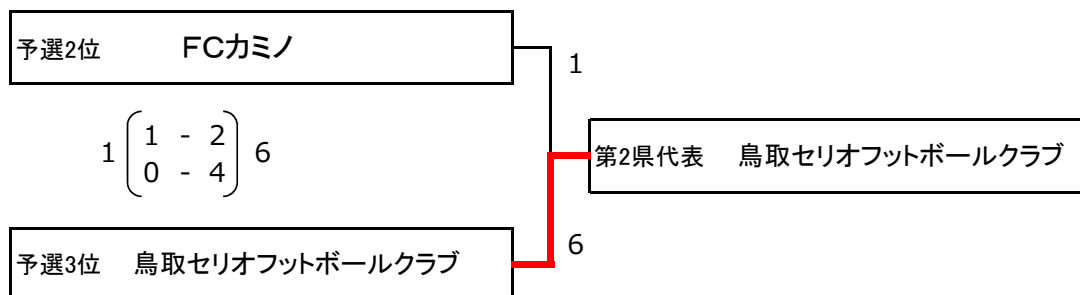 予選2位 FCカミノ
1
1 1 - 2 6
0 - 4
第2県代表 鳥取セリオフットボールクラブ
予選3位 鳥取セリオフットボールクラブ
6